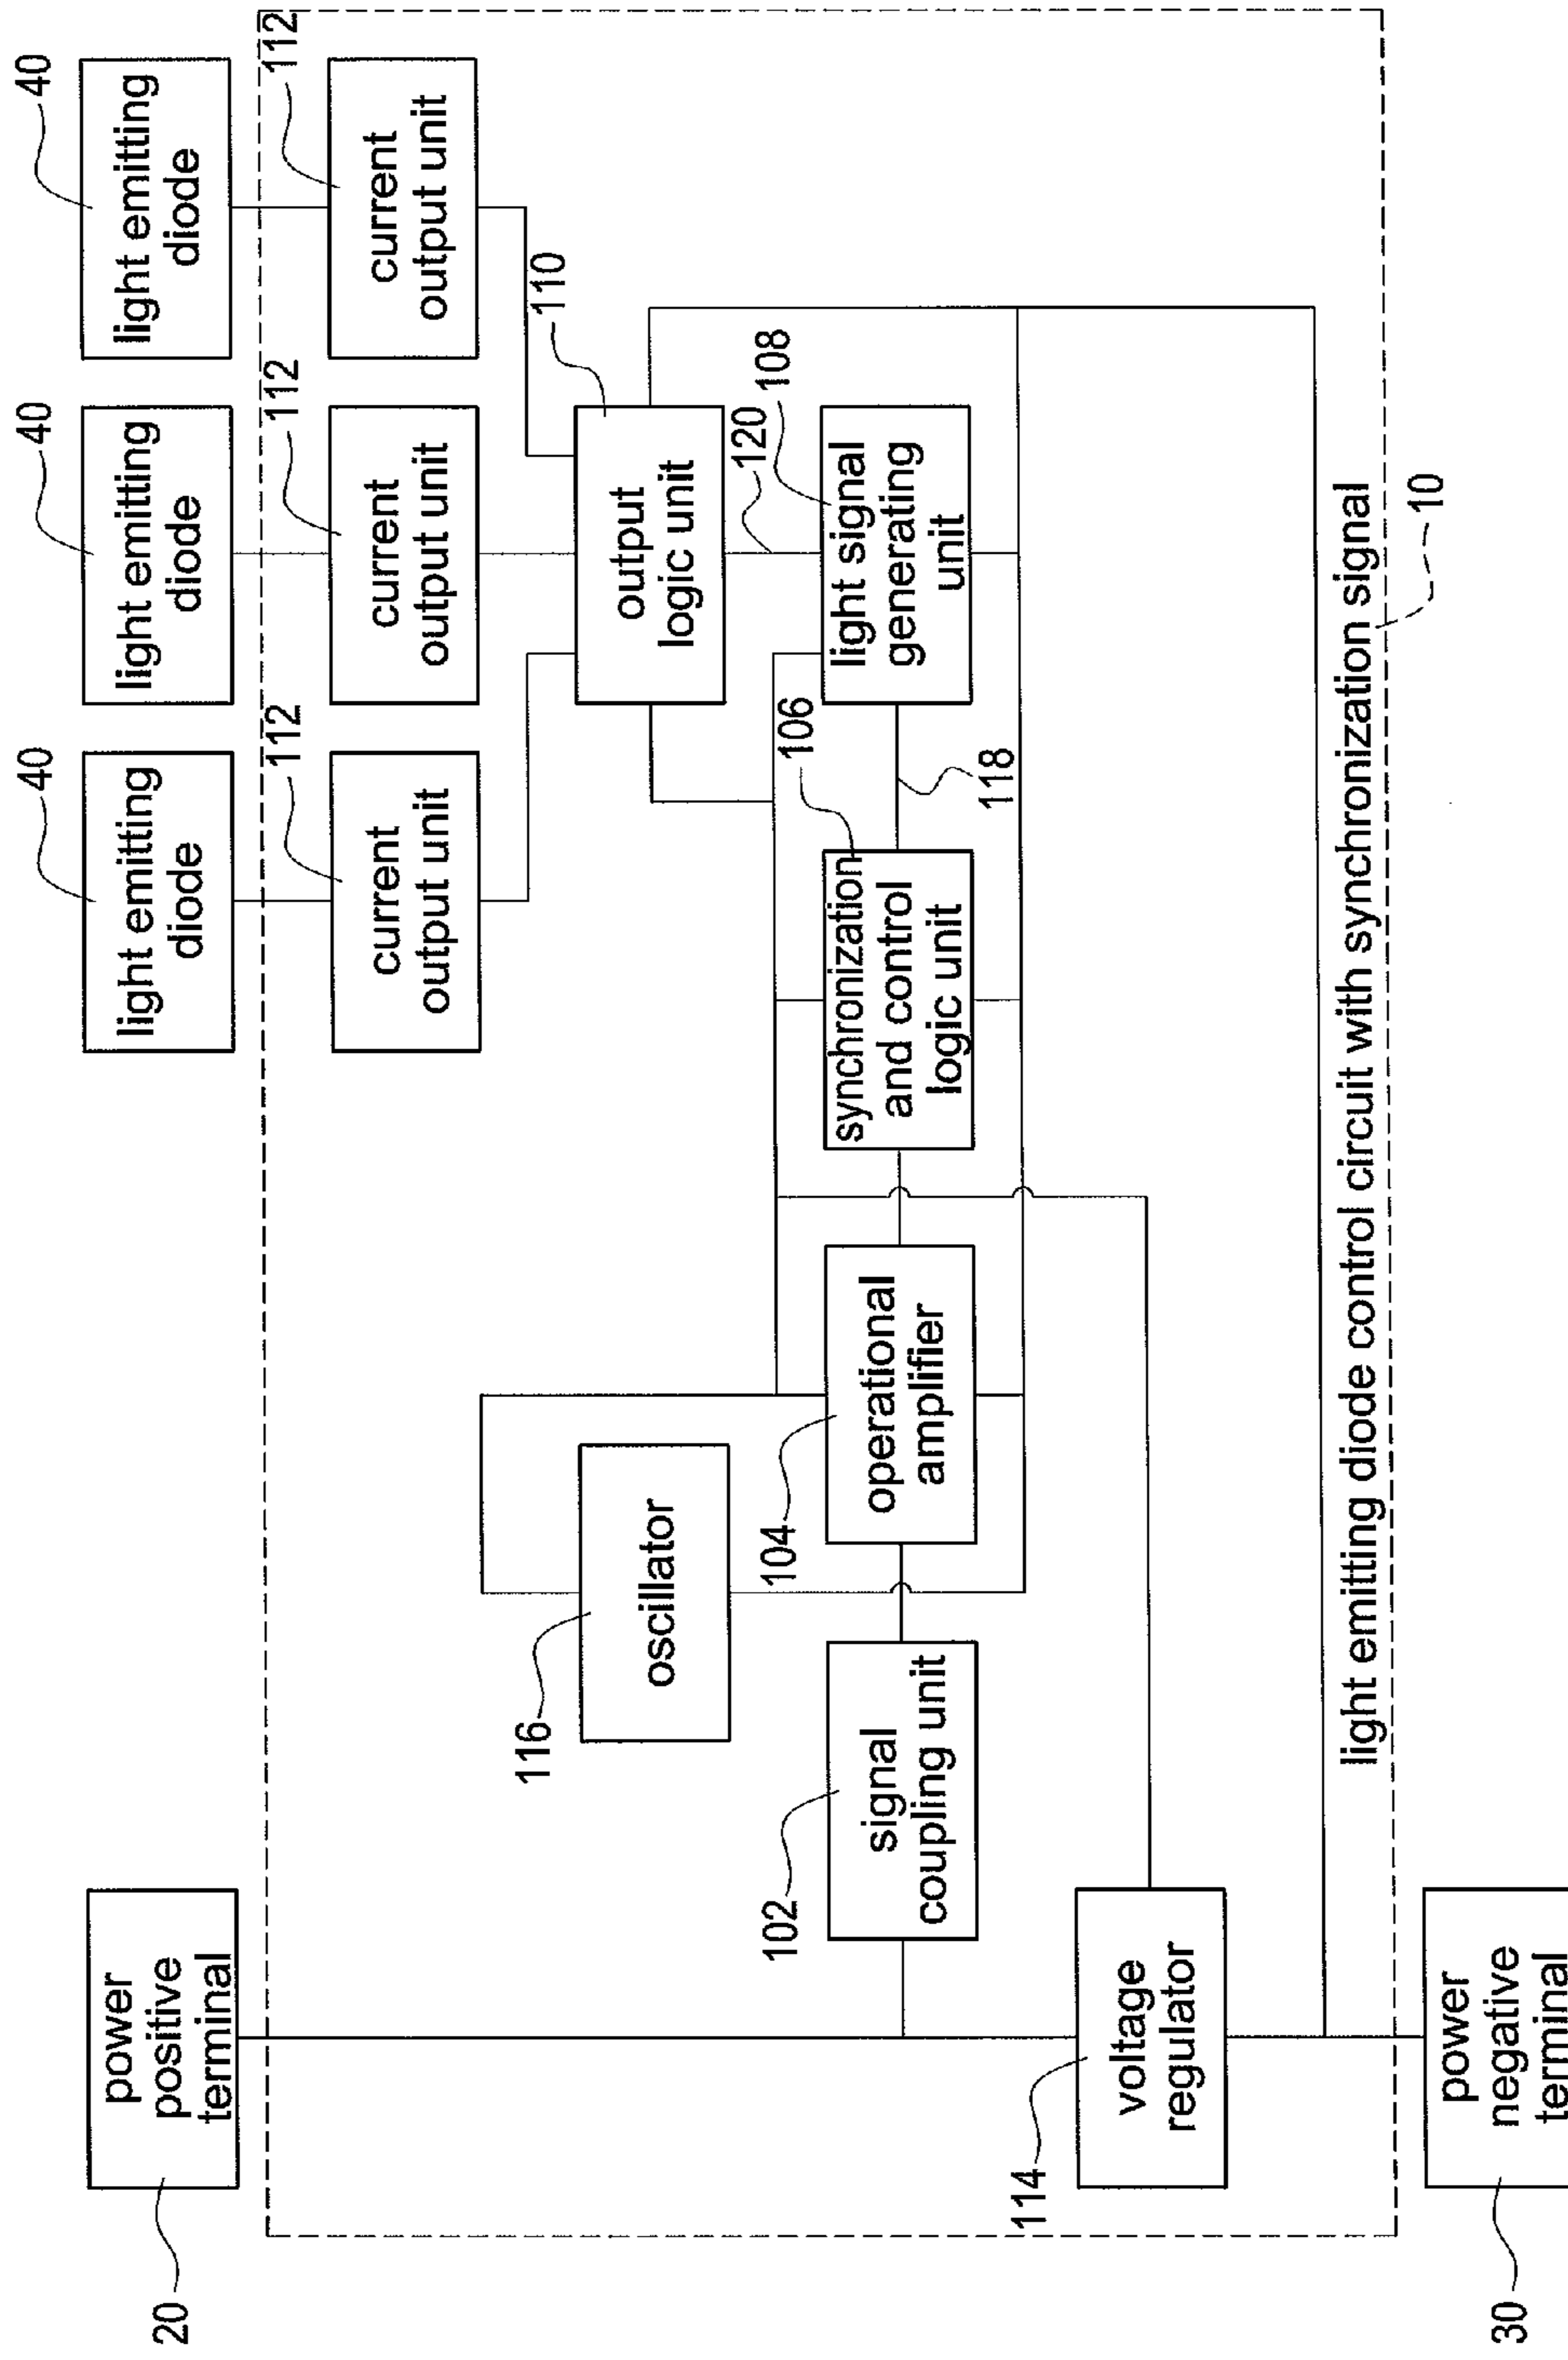 20
power
positive
terminal
40
light emitting
diode
40
light emitting
diode
40
light emitting
diode
112
current
output unit
112
current
output unit
112
current
output unit
116
oscillator
110
output
logic unit
102
signal
coupling unit
104
operational
amplifier
106
synchronization
and control
logic unit
118
120
108
light signal
generating
unit
114
voltage
regulator
light emitting diode control circuit with synchronization signal
10
30
power
negative
terminal